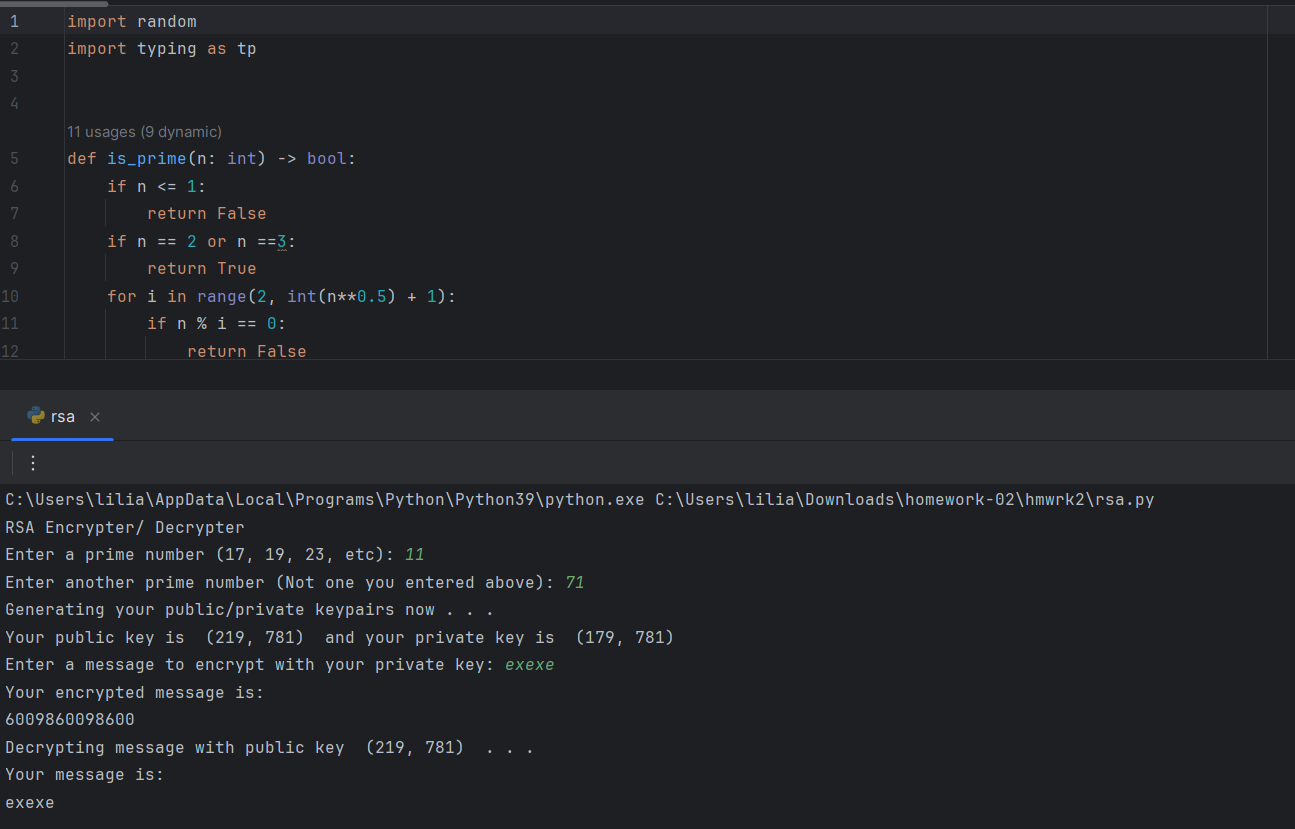 1 import random
2 import typing as tp
3
4
11 usages (9 dynamic)
5 def is_prime(n: int) -> bool:
6     if n <= 1:
7         return False
8     if n == 2 or n ==3:
9         return True
10     for i in range(2, int(n**0.5) + 1):
11         if n % i == 0:
12             return False
rsa
C:\Users\lilia\AppData\Local\Programs\Python\Python39\python.exe C:\Users\lilia\Downloads\homework-02\hmwrk2\rsa.py
RSA Encrypter/ Decrypter
Enter a prime number (17, 19, 23, etc): 11
Enter another prime number (Not one you entered above): 71
Generating your public/private keypairs now . . .
Your public key is  (219, 781)  and your private key is  (179, 781)
Enter a message to encrypt with your private key: exexe
Your encrypted message is:
6009860098600
Decrypting message with public key  (219, 781)  . . .
Your message is:
exexe